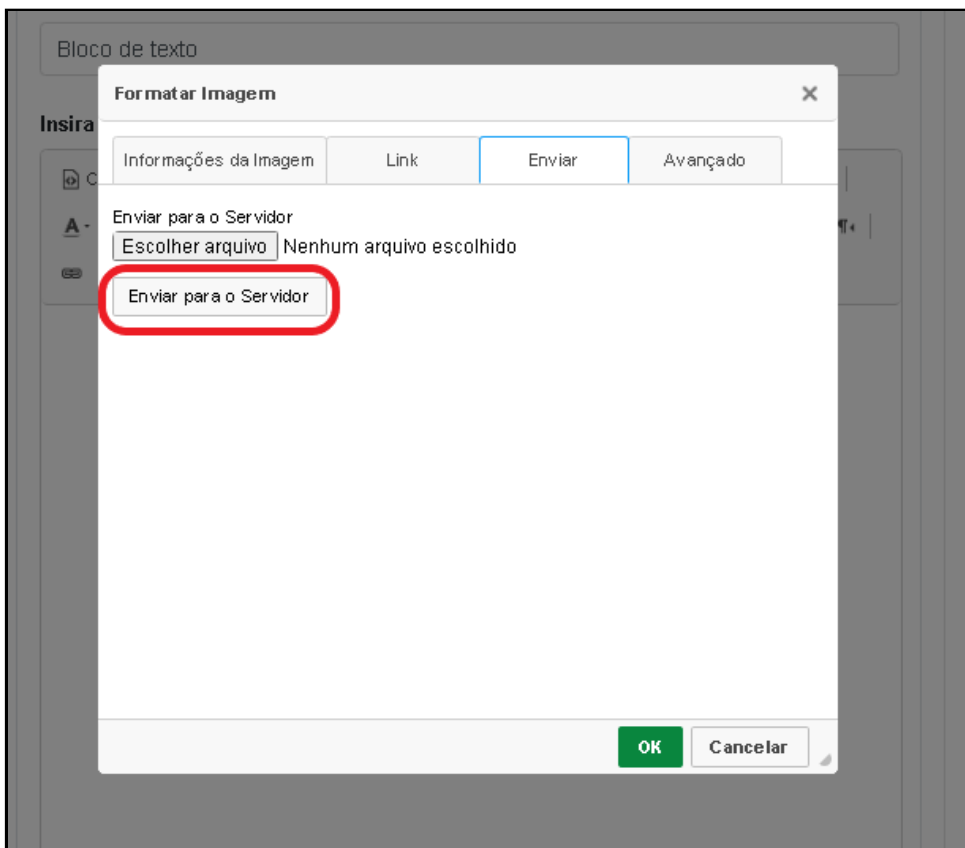 Bloco de texto
Formatar Imagem
Insira
Informações da Imagem
Link
Enviar
Avançado
C
A
Enviar para o Servidor
Escolher arquivo Nenhum arquivo escolhido
Enviar para o Servidor
OK
Cancelar